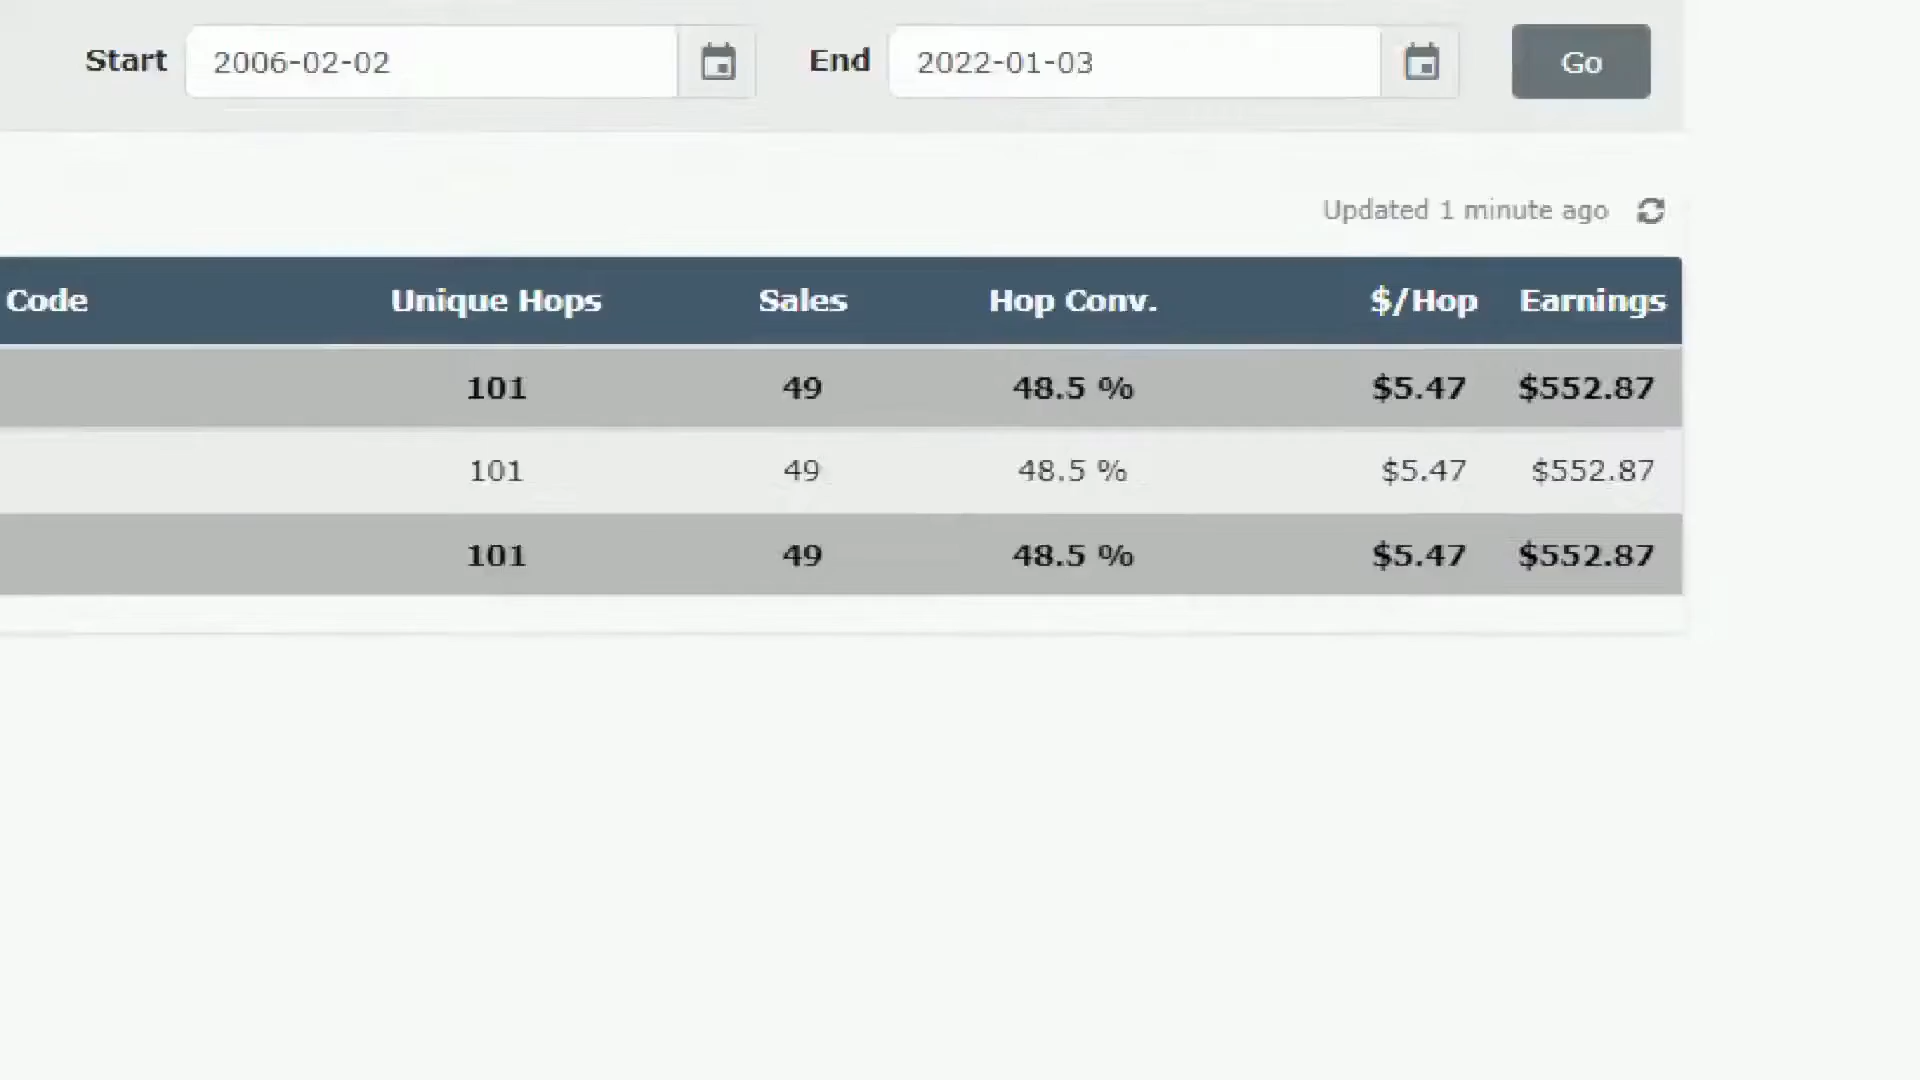 Start 2006-02-02 End 2022-01-03 Go
Updated 1 minute ago
Code Unique Hops Sales Hop Conv. $/Hop Earnings
101 49 48.5 % $5.47 $552.87
101 49 48.5 % $5.47 $552.87
101 49 48.5 % $5.47 $552.87